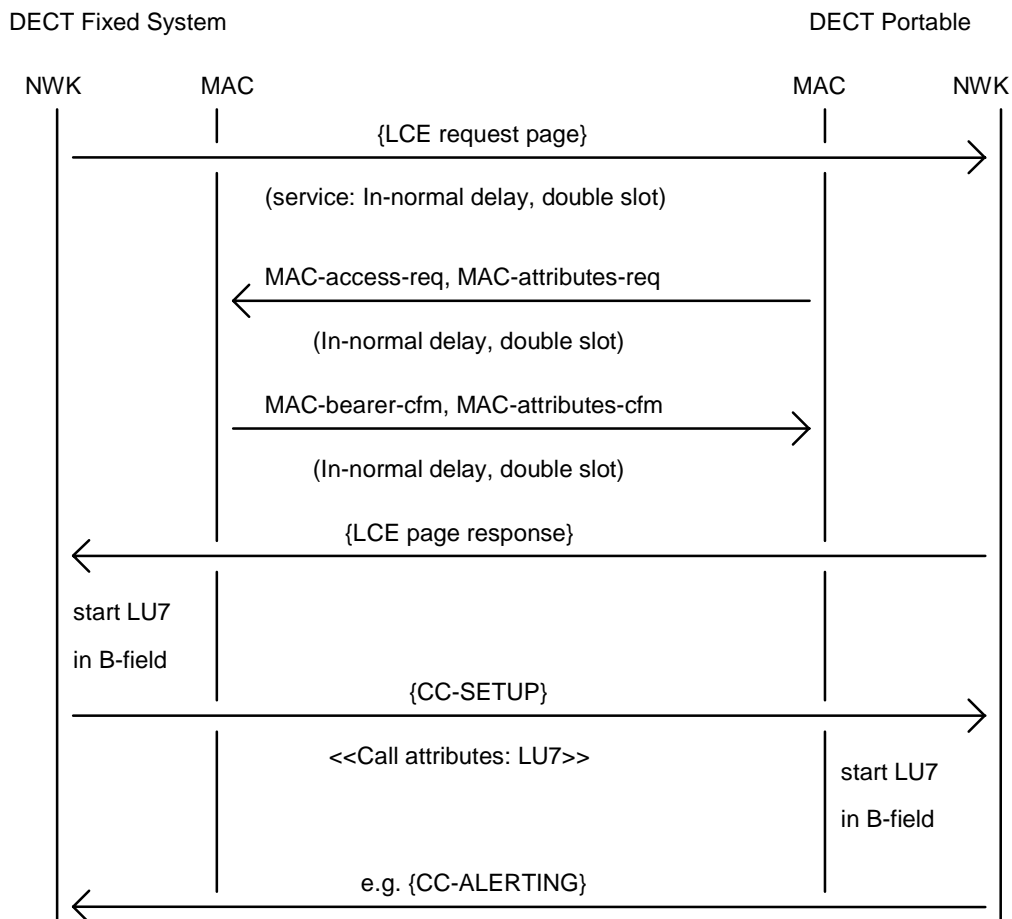 DECT Fixed System DECT Portable
NWK MAC MAC NWK
{LCE request page}
(service: In-normal delay, double slot)
MAC-access-req, MAC-attributes-req
(In-normal delay, double slot)
MAC-bearer-cfm, MAC-attributes-cfm
(In-normal delay, double slot)
{LCE page response}
start LU7
in B-field
{CC-SETUP}
<<Call attributes: LU7>>
start LU7
in B-field
e.g. {CC-ALERTING}